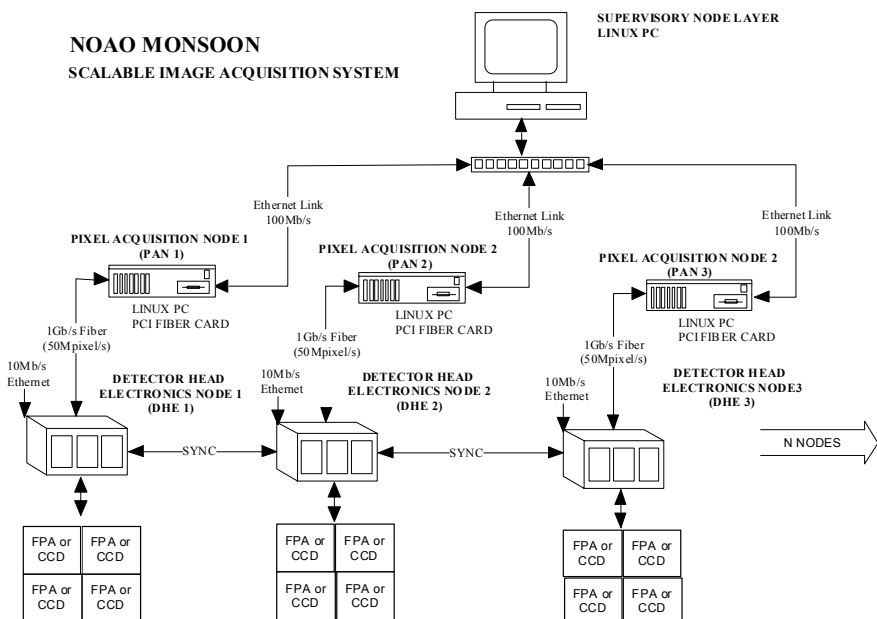 NOAO MONSOON
SCALABLE IMAGE ACQUISITION SYSTEM
SUPERVISORY NODE LAYER
LINUX PC
Ethernet Link
100Mb/s
Ethernet Link
100Mb/s
Ethernet Link
100Mb/s
PIXEL ACQUISITION NODE 1
(PAN 1)
PIXEL ACQUISITION NODE 2
(PAN 2)
PIXEL ACQUISITION NODE 2
(PAN 3)
LINUX PC
PCI FIBER CARD
LINUX PC
PCI FIBER CARD
LINUX PC
PCI FIBER CARD
1Gb/s Fiber
(50Mpixel/s)
1Gb/s Fiber
(50Mpixel/s)
1Gb/s Fiber
(50Mpixel/s)
10Mb/s
Ethernet
DETECTOR HEAD
ELECTRONICS NODE 1
(DHE 1)
10Mb/s
Ethernet
DETECTOR HEAD
ELECTRONICS NODE 2
(DHE 2)
10Mb/s
Ethernet
DETECTOR HEAD
ELECTRONICS NODE3
(DHE 3)
SYNC
SYNC
N NODES
FPA or
CCD
FPA or
CCD
FPA or
CCD
FPA or
CCD
FPA or
CCD
FPA or
CCD
FPA or
CCD
FPA or
CCD
FPA or
CCD
FPA or
CCD
FPA or
CCD
FPA or
CCD